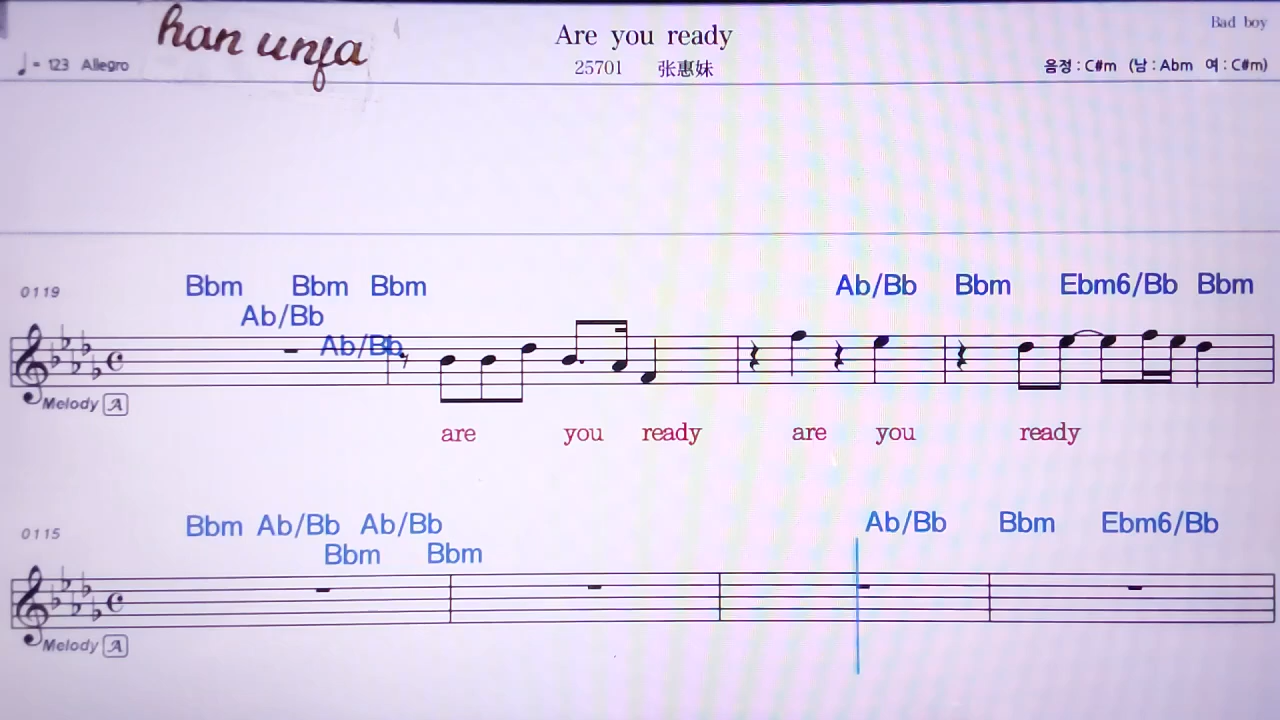 han unfa
Are you ready
Bad boy
♩= 123 Allegro
25701 张惠妹
음정 : C#m (남 : Abm 여 : C#m)
0119
Bbm Bbm Bbm Ab/Bb Bbm Ebm6/Bb Bbm
Ab/Bb
Ab/Bb
Melody A
are you ready are you ready
0115
Bbm Ab/Bb Ab/Bb Ab/Bb Bbm Ebm6/Bb
Bbm Bbm
Melody A